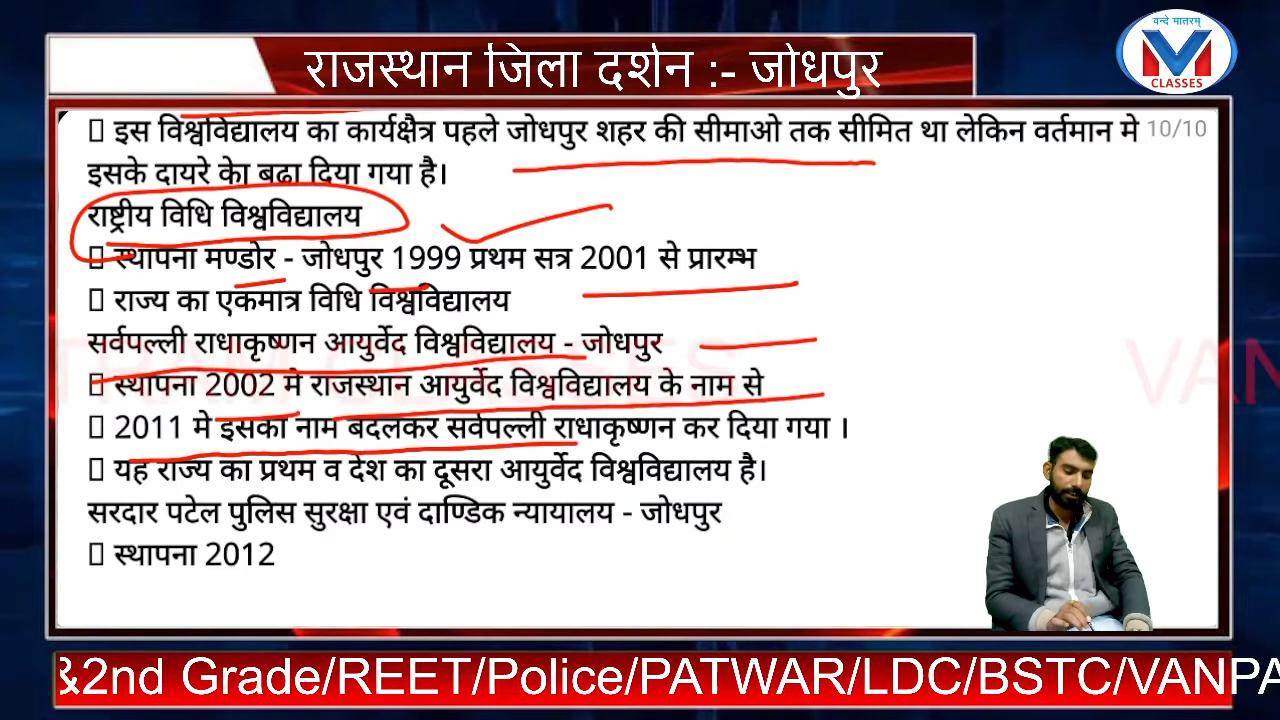 वन्दे मातरम्
CLASSES
राजस्थान जिला दर्शन :- जोधपुर
10/10
इस विश्वविद्यालय का कार्यक्षैत्र पहले जोधपुर शहर की सीमाओ तक सीमित था लेकिन वर्तमान मे
इसके दायरे केा बढा दिया गया है।
राष्ट्रीय विधि विश्वविद्यालय
स्थापना मण्डोर - जोधपुर 1999 प्रथम सत्र 2001 से प्रारम्भ
राज्य का एकमात्र विधि विश्वविद्यालय
सर्वपल्ली राधाकृष्णन आयुर्वेद विश्वविद्यालय - जोधपुर
स्थापना 2002 मे राजस्थान आयुर्वेद विश्वविद्यालय के नाम से
2011 मे इसका नाम बदलकर सर्वपल्ली राधाकृष्णन कर दिया गया ।
यह राज्य का प्रथम व देश का दूसरा आयुर्वेद विश्वविद्यालय है।
सरदार पटेल पुलिस सुरक्षा एवं दाण्डिक न्यायालय - जोधपुर
स्थापना 2012
&2nd Grade/REET/Police/PATWAR/LDC/BSTC/VANPA